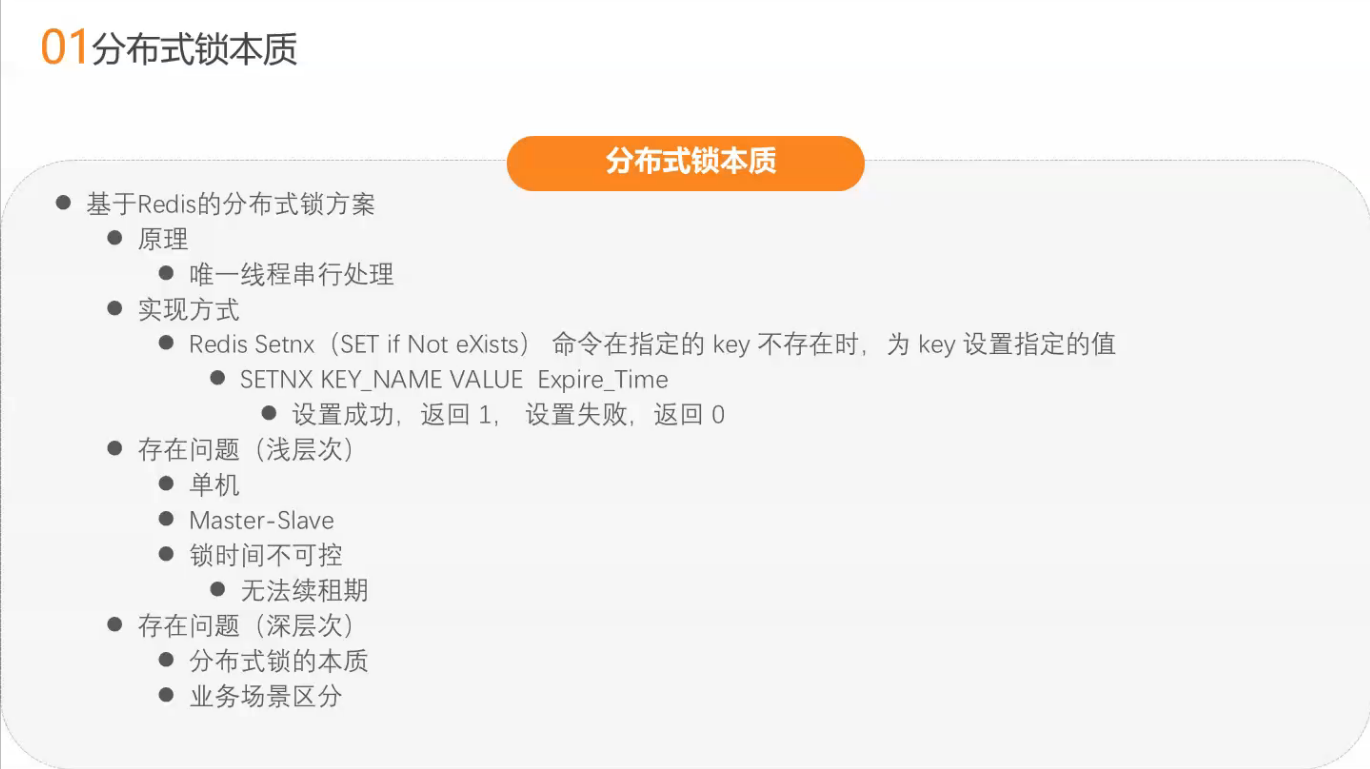 01分布式锁本质
分布式锁本质
基于Redis的分布式锁方案
原理
唯一线程串行处理
实现方式
Redis Setnx（SET if Not eXists） 命令在指定的 key 不存在时，为 key 设置指定的值
SETNX KEY_NAME VALUE Expire_Time
设置成功，返回 1， 设置失败，返回 0
存在问题（浅层次）
单机
Master-Slave
锁时间不可控
无法续租期
存在问题（深层次）
分布式锁的本质
业务场景区分